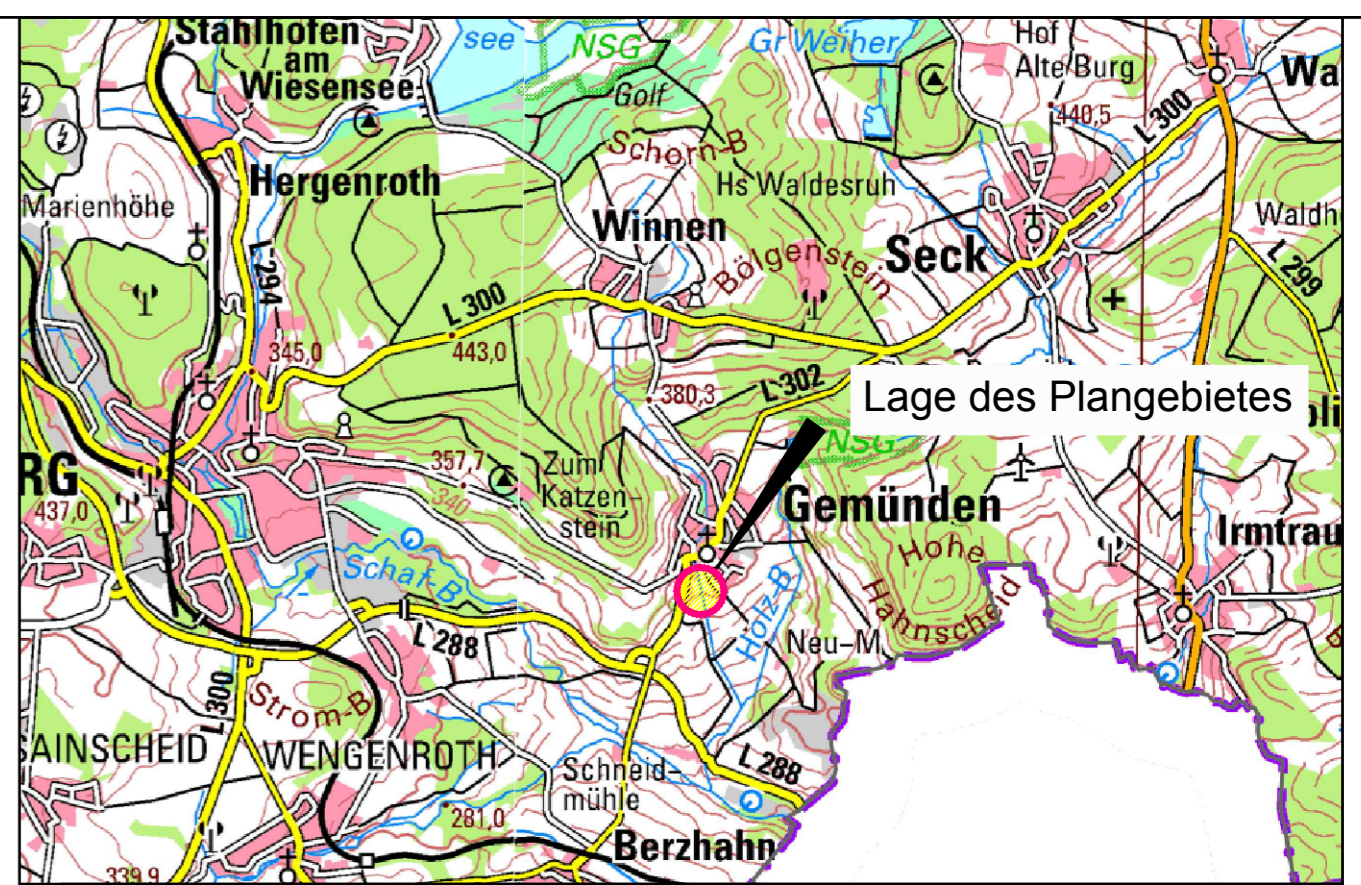 Stahlhofen
am
Wiesensee
see
NSG
Gr Weiher
Hof
Alte Burg
Wa
Golf
440,5
L 300
Schorn-B
Hergenroth
Hs Waldesruh
Marienhöhe
Winnen
Waldh
Bölgenstein
Seck
L 299
L 294
L 300
345,0
443,0
L 302
380,3
Lage des Plangebietes
oli
NSG
RG
437,0
357,7
340
Zum
Katzen-
stein
Gemünden
Irmtrau
Hohe
Hahnscheid
Schaf-B
Holz-B
Neu-M
L 288
L 300
Strom-B
AINSCHEID
WENGENROTH
Schneid-
mühle
L 288
281,0
Berzhahn
339,9